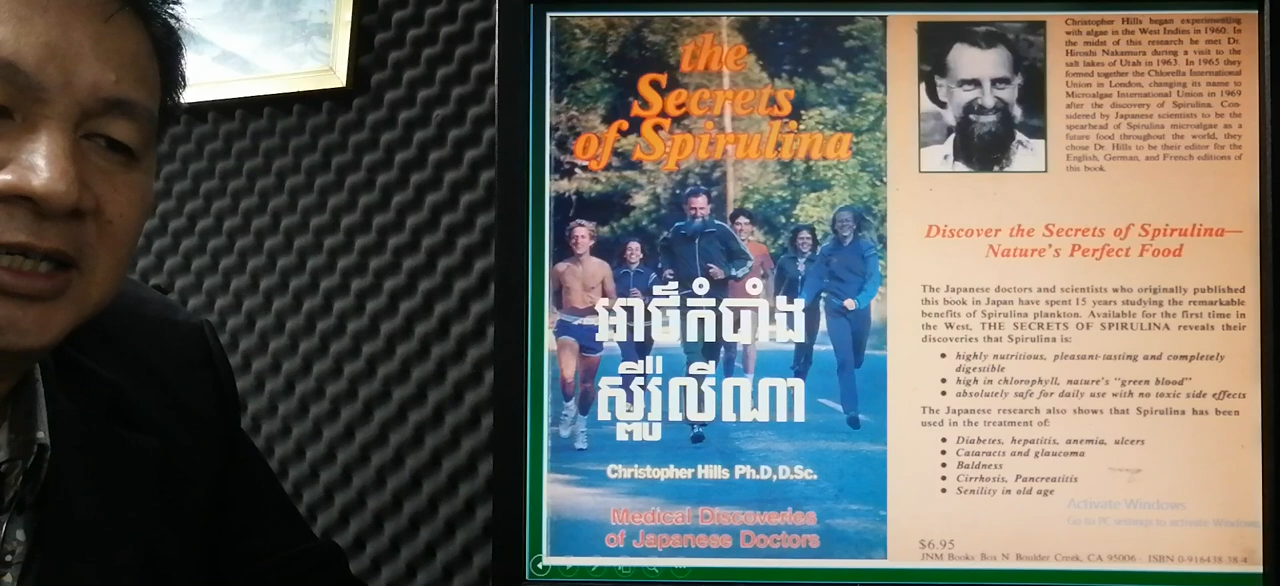 the
Secrets
of Spirulina
អាថ៌កំបាំង
ស្ពីរូលីណា
Christopher Hills Ph.D,D.Sc.
Medical Discoveries
of Japanese Doctors
Christopher Hills began experimenting
with algae in the West Indies in 1960. In
the midst of this research he met Dr.
Hiroshi Nakamura during a visit to the
salt lakes of Utah in 1963. In 1965 they
formed together the Chlorella International
Union in London, changing its name to
Microalgae International Union in 1969
after the discovery of Spirulina. Con-
sidered by Japanese scientists to be the
spearhead of Spirulina microalgae as a
future food throughout the world, they
chose Dr. Hills to be their editor for the
English, German, and French editions of
this book.
Discover the Secrets of Spirulina—
Nature's Perfect Food
The Japanese doctors and scientists who originally published
this book in Japan have spent 15 years studying the remarkable
benefits of Spirulina plankton. Available for the first time in
the West, THE SECRETS OF SPIRULINA reveals their
discoveries that Spirulina is:
● highly nutritious, pleasant-tasting and completely
digestible
● high in chlorophyll, nature's "green blood"
● absolutely safe for daily use with no toxic side effects
The Japanese research also shows that Spirulina has been
used in the treatment of:
● Diabetes, hepatitis, anemia, ulcers
● Cataracts and glaucoma
● Baldness
● Cirrhosis, Pancreatitis
● Senility in old age
Activate Windows
Go to PC settings to activate Windows.
$6.95
JNM Books Box N Boulder Creek, CA 95006 - ISBN 0-916438-38-4